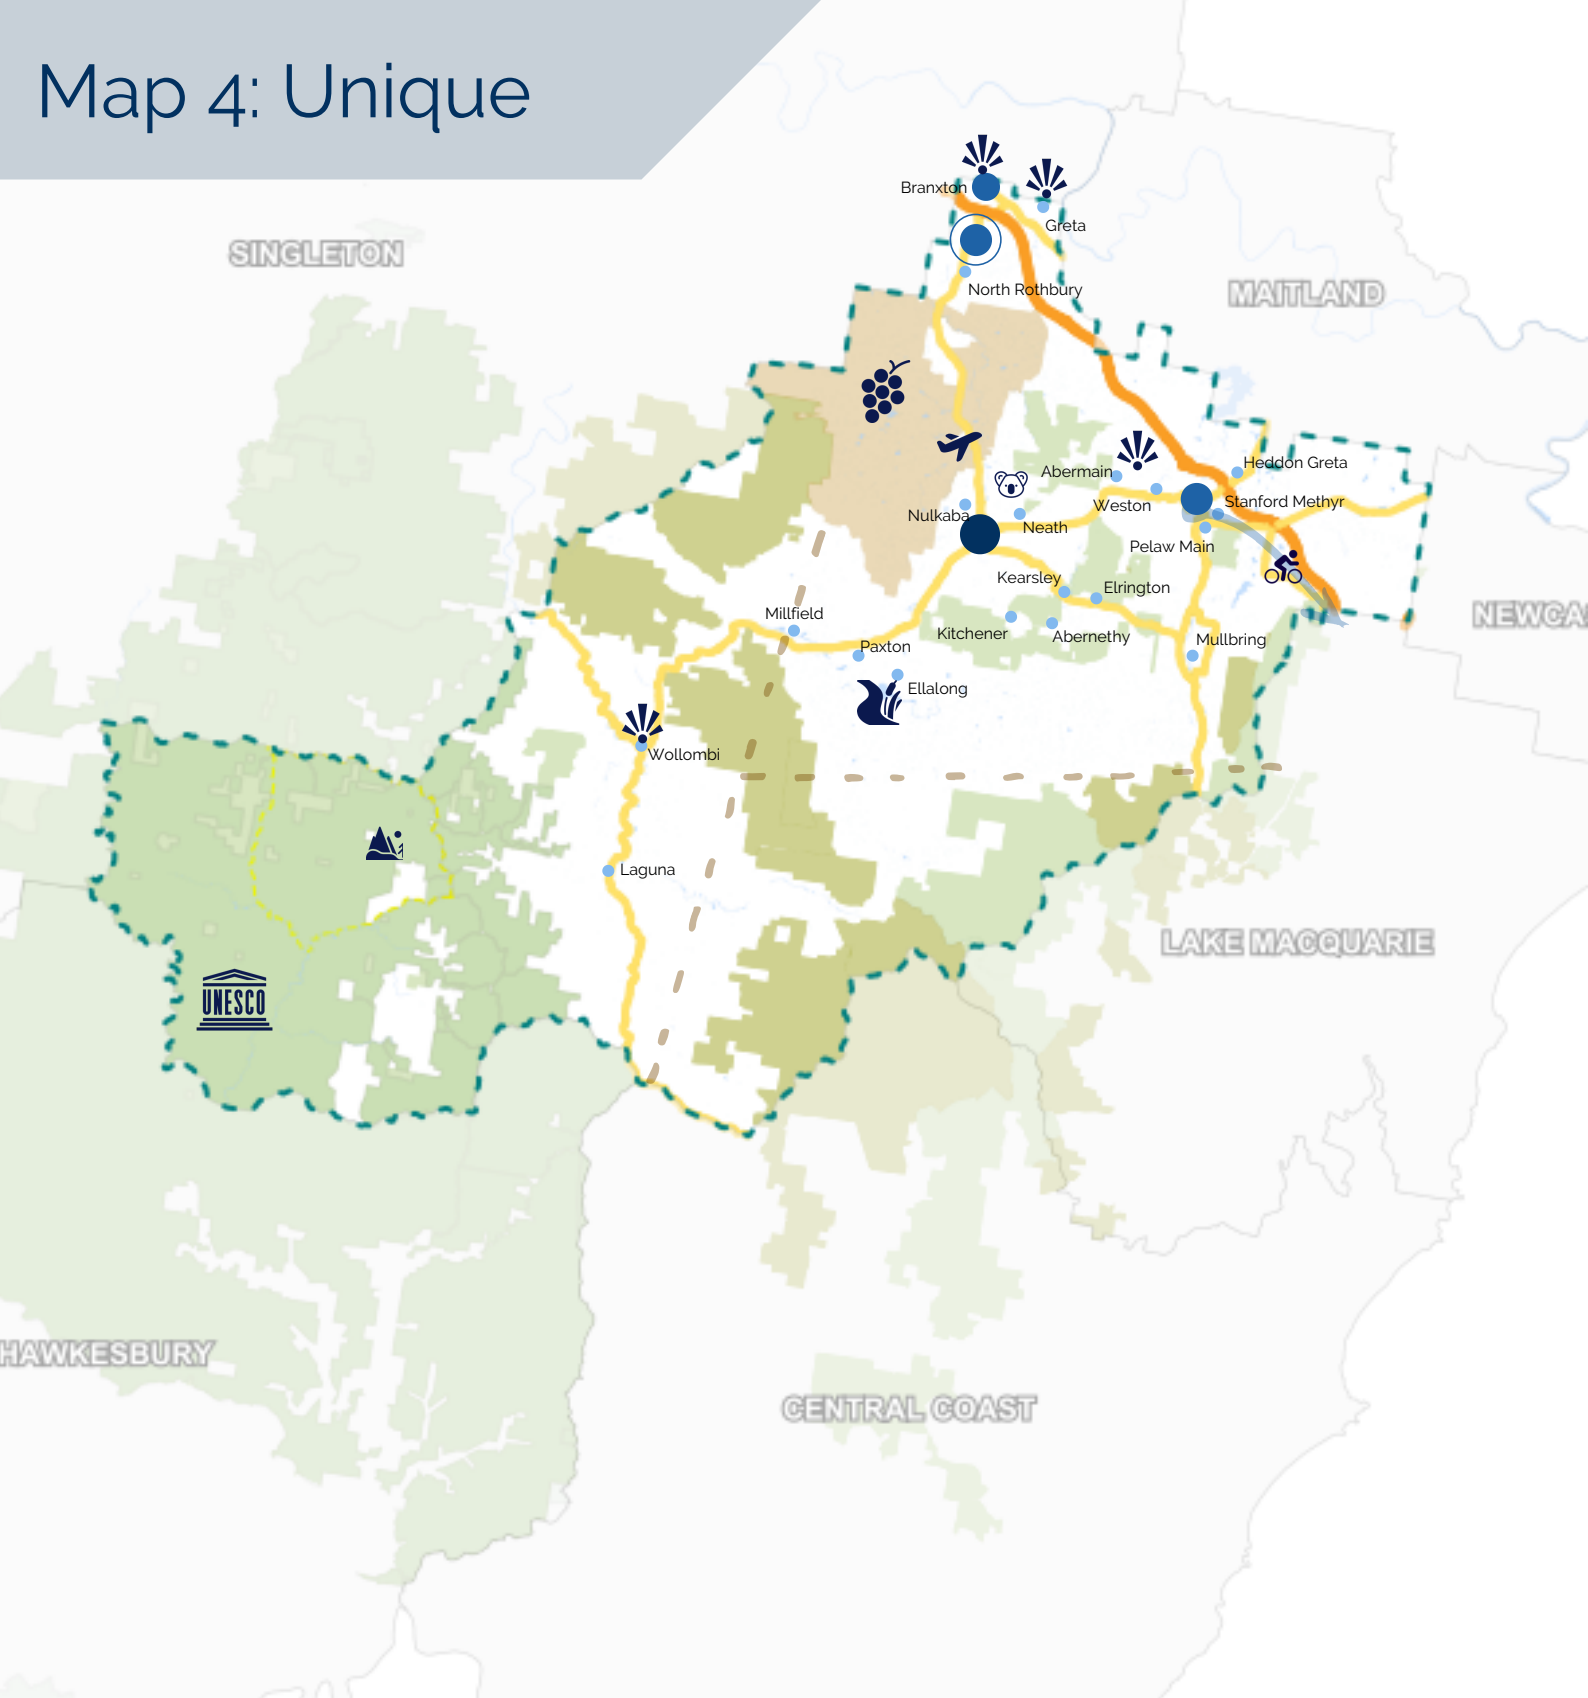 Map 4: Unique
Branxton
Greta
SINGLETON
North Rothbury
MAITLAND
Heddon Greta
Abermain
Stanford Methyr
Weston
Nulkaba
Neath
Pelaw Main
Kearsley
Elrington
Millfield
NEWCA
Kitchener
Abernethy
Mullbring
Paxton
Ellalong
Wollombi
Laguna
LAKE MACQUARIE
UNESCO
HAWKESBURY
CENTRAL COAST